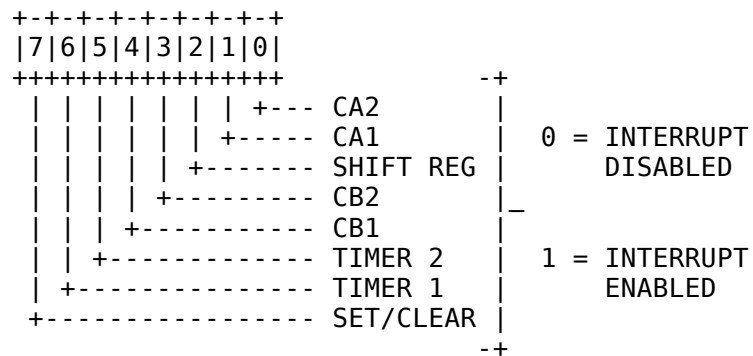 +-+-+-+-+-+-+-+-+
|7|6|5|4|3|2|1|0|
+++++++++++++++++             -+
 | | | | | | | +--- CA2        |
 | | | | | | +----- CA1        |  0 = INTERRUPT
 | | | | | +------- SHIFT REG  |      DISABLED
 | | | | +--------- CB2        |_
 | | | +----------- CB1        |
 | | +------------- TIMER 2    |  1 = INTERRUPT
 | +--------------- TIMER 1    |      ENABLED
 +----------------- SET/CLEAR  |
                              -+